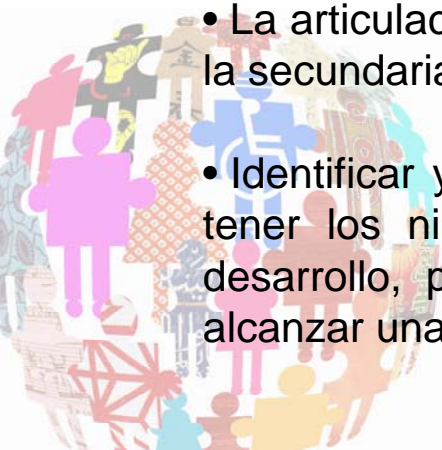 • La articulac
la secundaria
• Identificar y
tener los ni
desarrollo, p
alcanzar una